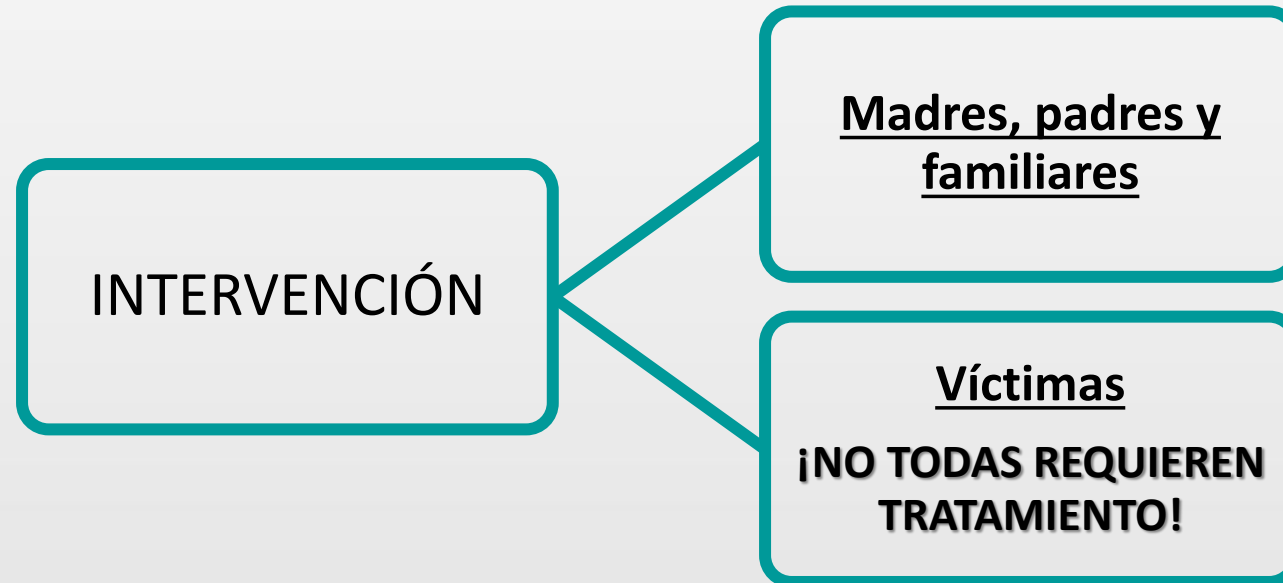 INTERVENCIÓN
Madres, padres y
familiares
Víctimas
¡NO TODAS REQUIEREN
TRATAMIENTO!